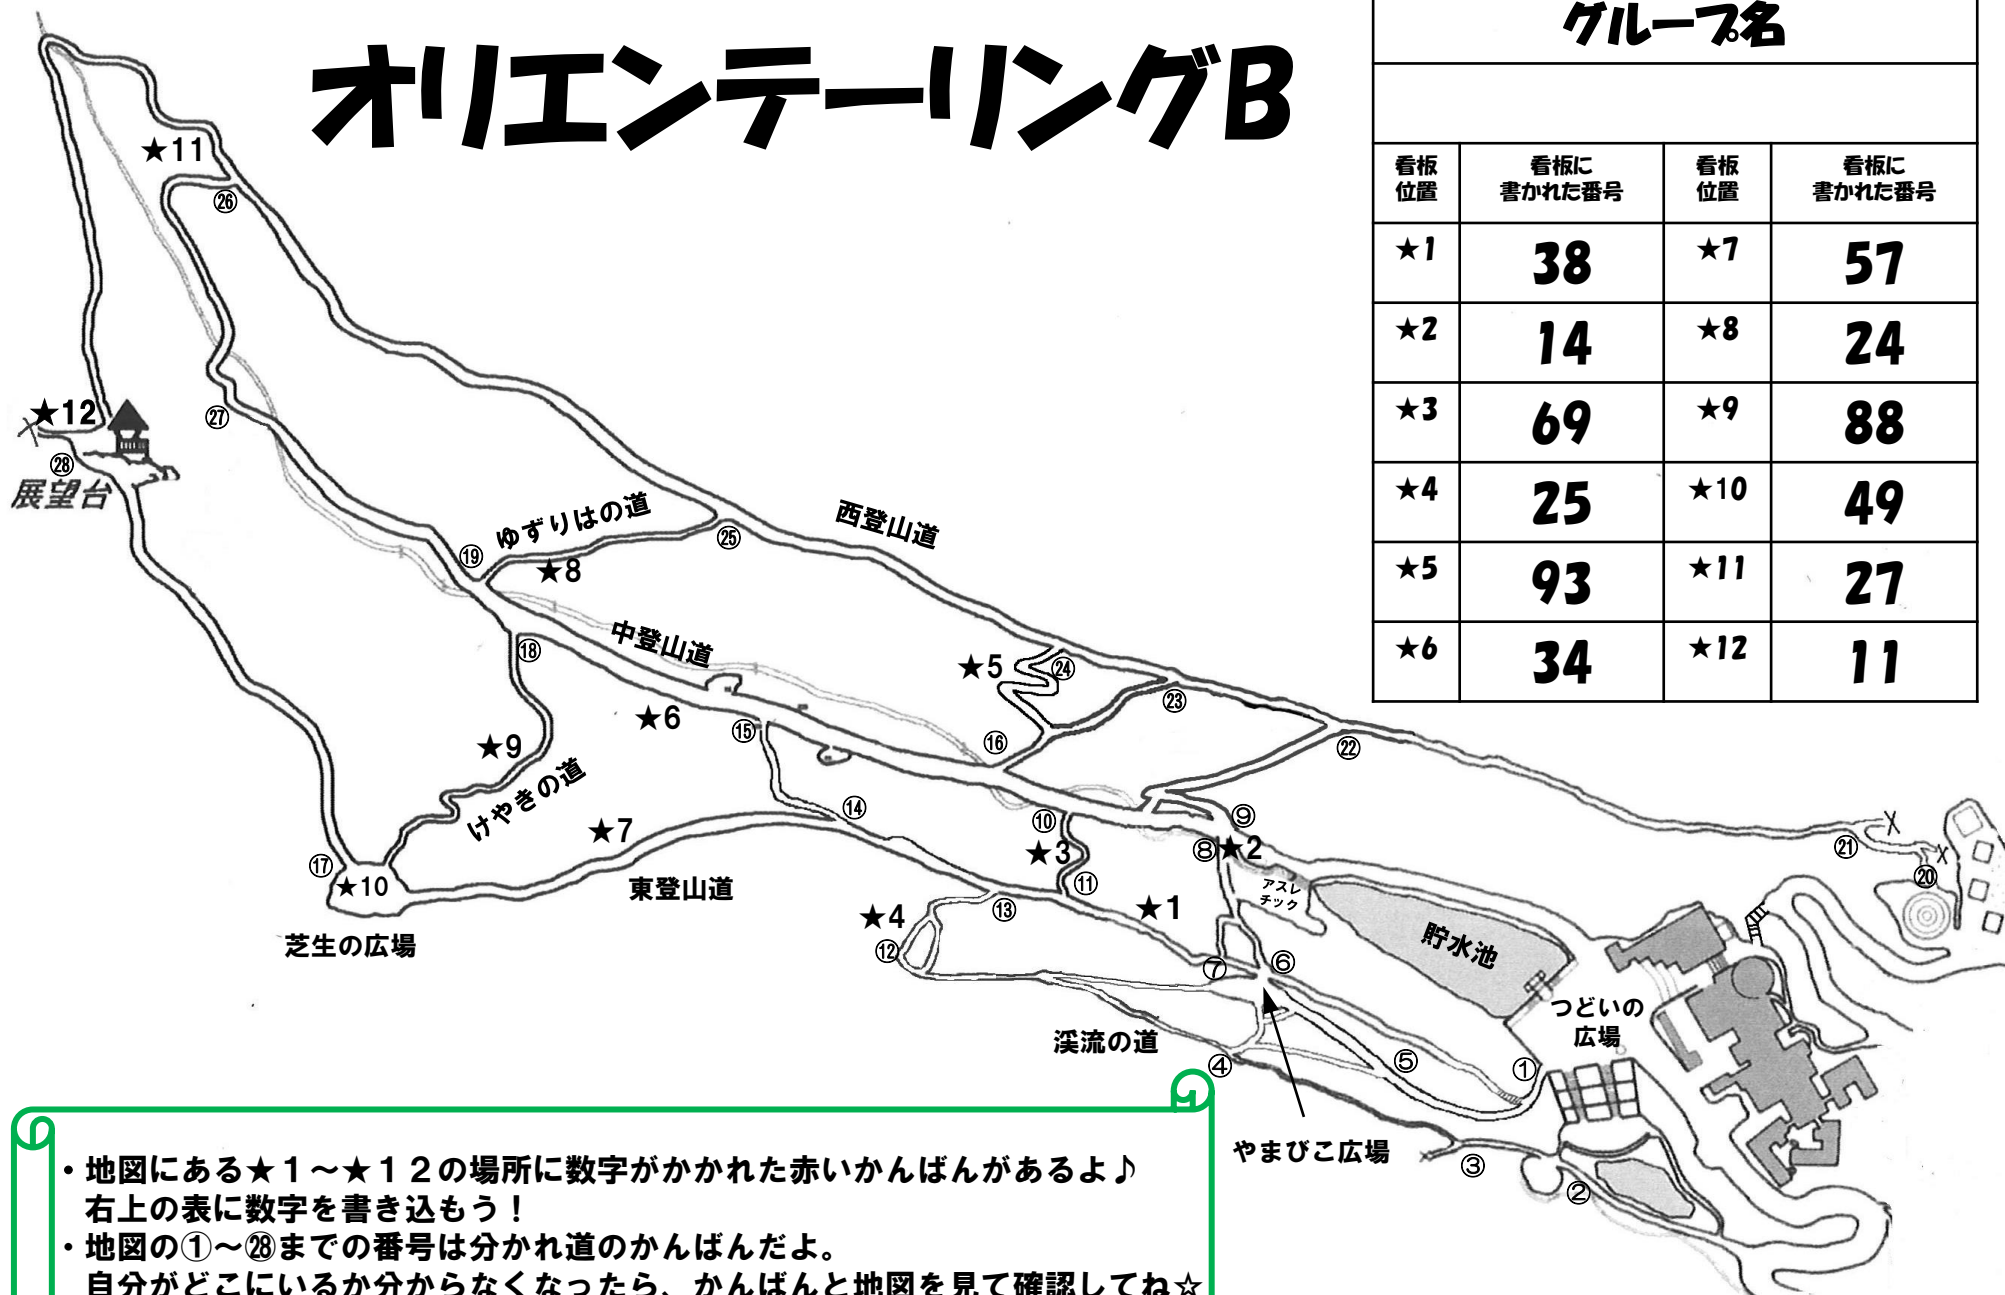 オリエンテーリングB
グループ名
看板位置 看板に書かれた番号 看板位置 看板に書かれた番号
★1 38 ★7 57
★2 14 ★8 24
★3 69 ★9 88
★4 25 ★10 49
★5 93 ★11 27
★6 34 ★12 11
★11
㉖
★12
㉗
㉘
展望台
ゆずりはの道
西登山道
⑲
㉕
★8
中登山道
⑱
★5
㉔
㉓
★6
⑮
⑯
㉒
★9
けやきの道
⑭
⑩
⑨
★7
⑧
★2
★3
㉑
⑰
★10
東登山道
⑪
アスレ
チック
⑳
⑬
★1
★4
芝生の広場
⑫
貯水池
⑦
⑥
つどいの
広場
渓流の道
④
⑤
①
やまびこ広場
③
②
・地図にある★１～★１２の場所に数字がかかれた赤いかんばんがあるよ♪
右上の表に数字を書き込もう！
・地図の①～㉘までの番号は分かれ道のかんばんだよ。
自分がどこにいるか分からなくなったら、かんばんと地図を見て確認してね☆